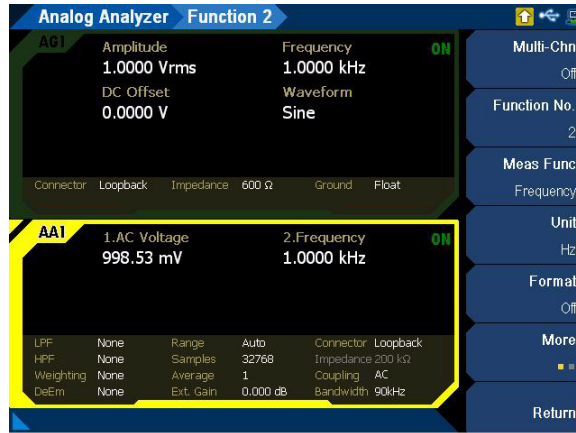 Analog Analyzer Function 2
AG1
Amplitude Frequency ON
1.0000 Vrms 1.0000 kHz
DC Offset Waveform
0.0000 V Sine
Connector Loopback Impedance 600 Ω Ground Float
AA1
1.AC Voltage 2.Frequency ON
998.53 mV 1.0000 kHz
LPF None Range Auto Connector Loopback
HPF None Samples 32768 Impedance 200 kΩ
Weighting None Average 1 Coupling AC
DeEm None Ext. Gain 0.000 dB Bandwidth 90kHz
Multi-Chn
Off
Function No.
2
Meas Func
Frequency
Unit
Hz
Format
Off
More
Return